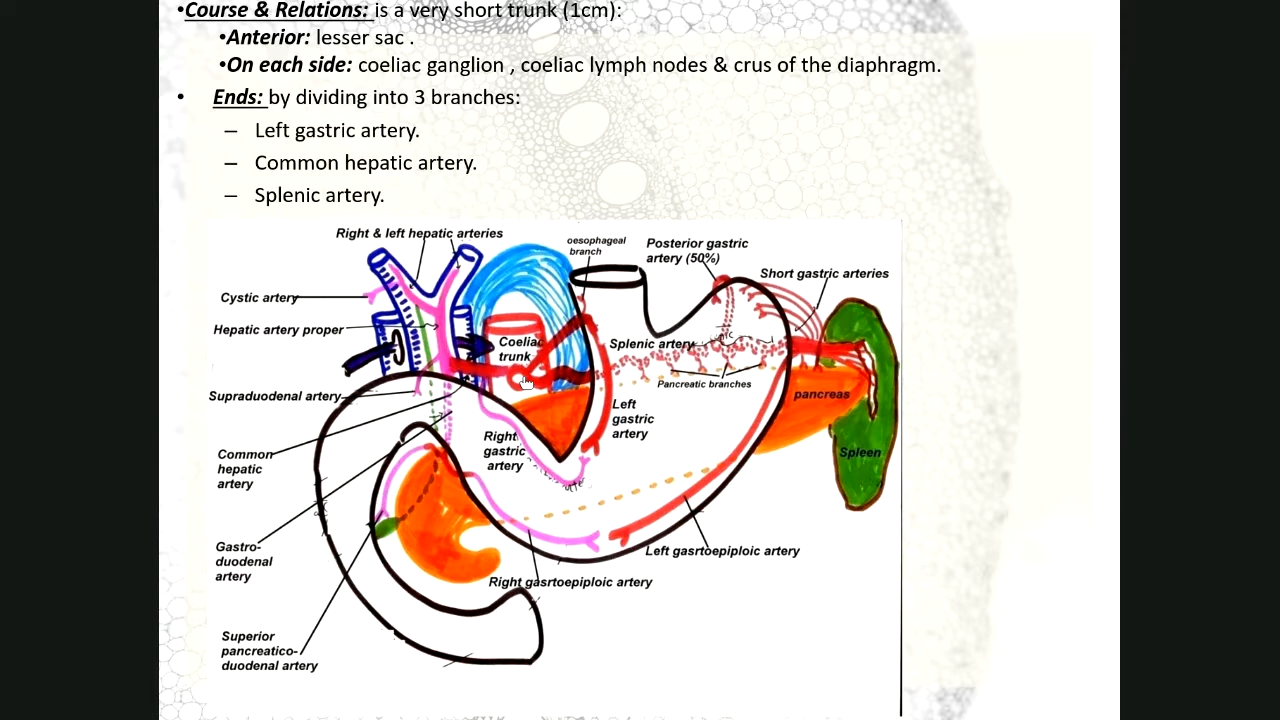 •Course & Relations: is a very short trunk (1cm):
•Anterior: lesser sac .
•On each side: coeliac ganglion , coeliac lymph nodes & crus of the diaphragm.
• Ends: by dividing into 3 branches:
– Left gastric artery.
– Common hepatic artery.
– Splenic artery.
Right & left hepatic arteries
oesophageal
branch
Posterior gastric
artery (50%)
Short gastric arteries
Cystic artery
Hepatic artery proper
Coeliac
trunk
Splenic artery
Pancreatic branches
Supraduodenal artery
pancreas
Left
gastric
artery
Right
gastric
artery
Common
hepatic
artery
Spleen
Gastro-
duodenal
artery
Left gasrtoepiploic artery
Right gasrtoepiploic artery
Superior
pancreatico-
duodenal artery